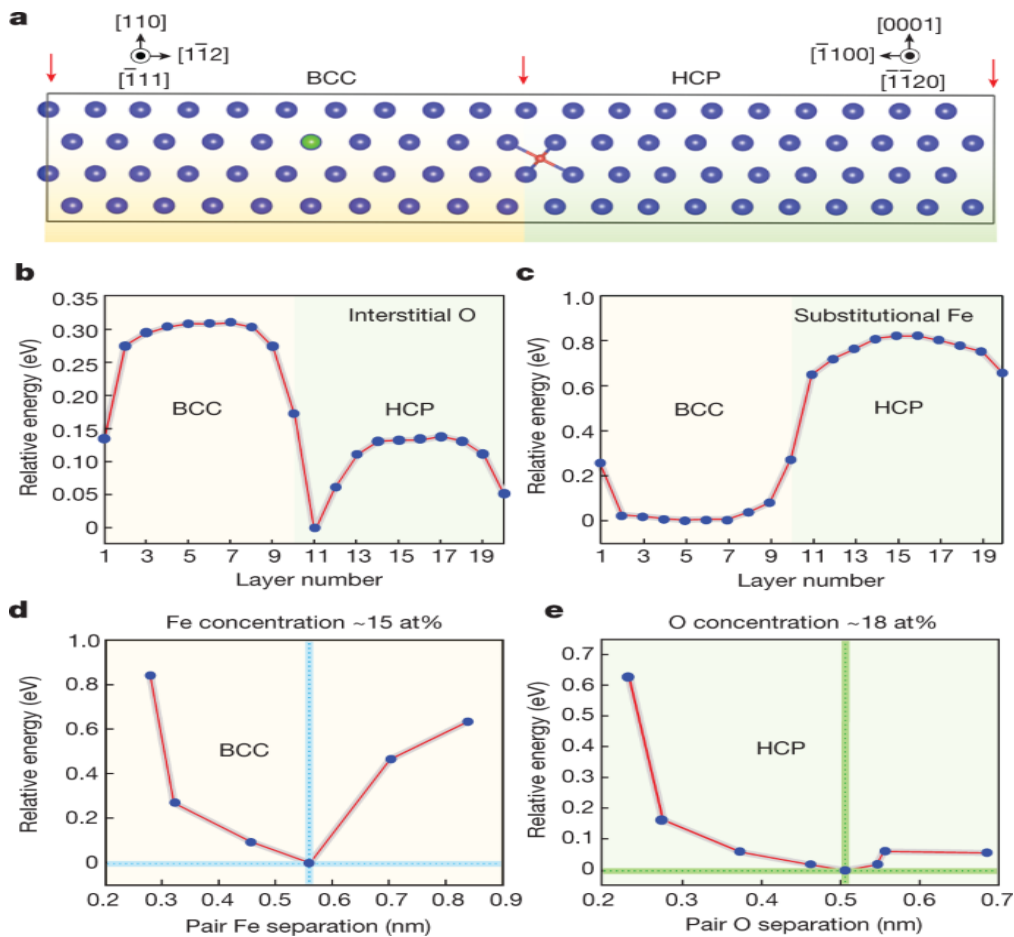 a
[110] [0001]
[11̅2] [1̅100]
[1̅11] [1̅1̅20]
BCC HCP
b
0.35
0.30
0.25
0.20
0.15
0.10
0.05
0
Relative energy (eV)
Interstitial O
BCC
HCP
1 3 5 7 9 11 13 15 17 19
Layer number
c
1.0
0.8
0.6
0.4
0.2
0
Relative energy (eV)
Substitutional Fe
BCC
HCP
1 3 5 7 9 11 13 15 17 19
Layer number
d
Fe concentration ~15 at%
1.0
0.8
0.6
0.4
0.2
0
Relative energy (eV)
BCC
0.2 0.3 0.4 0.5 0.6 0.7 0.8 0.9
Pair Fe separation (nm)
e
O concentration ~18 at%
0.7
0.6
0.5
0.4
0.3
0.2
0.1
0
Relative energy (eV)
HCP
0.2 0.3 0.4 0.5 0.6 0.7
Pair O separation (nm)